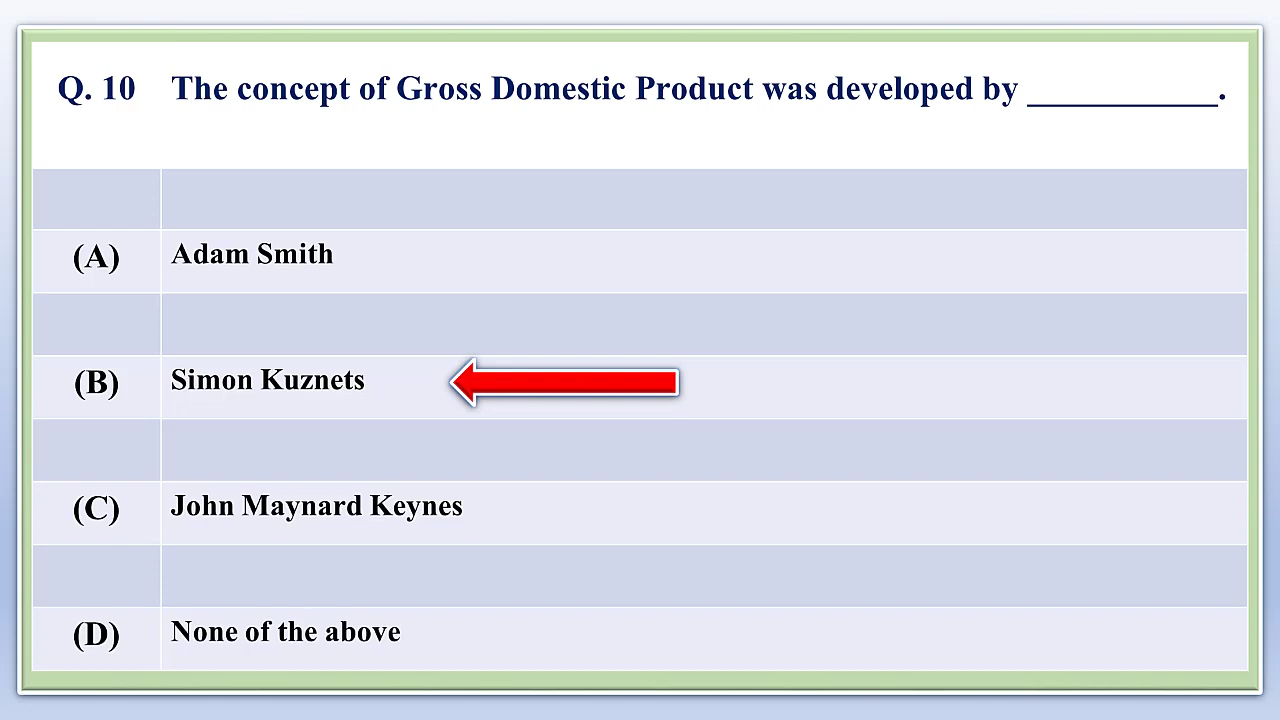 Q. 10 The concept of Gross Domestic Product was developed by ___________.
(A) Adam Smith
(B) Simon Kuznets
(C) John Maynard Keynes
(D) None of the above